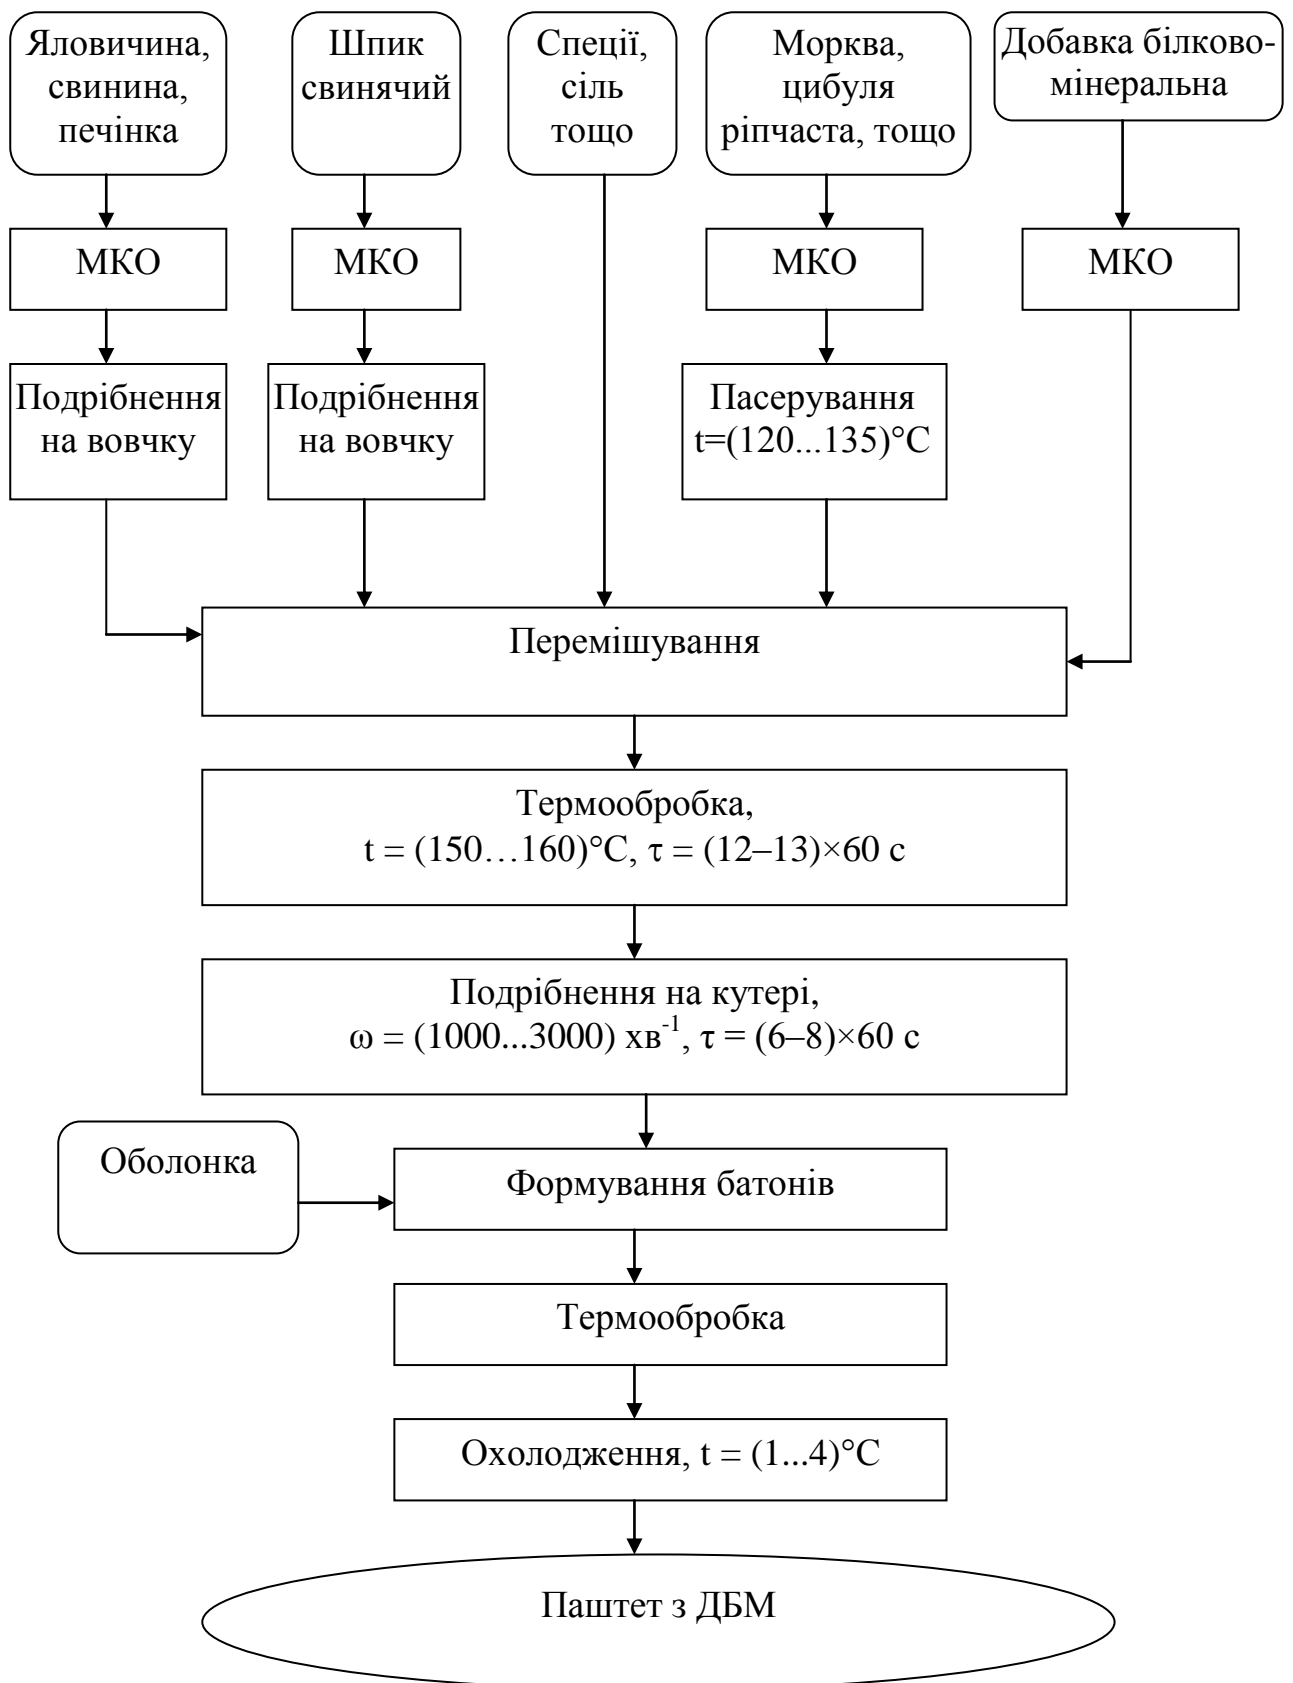 Яловичина,
свинина,
печінка
Шпик
свинячий
Спеції,
сіль
тощо
Морква,
цибуля
ріпчаста, тощо
Добавка білково-
мінеральна
МКО
МКО
МКО
МКО
Подрібнення
на вовчку
Подрібнення
на вовчку
Пасерування
t=(120...135)°С
Перемішування
Термообробка,
t = (150…160)°С, τ = (12–13)×60 с
Подрібнення на кутері,
ω = (1000...3000) хв⁻¹, τ = (6–8)×60 с
Оболонка
Формування батонів
Термообробка
Охолодження, t = (1...4)°С
Паштет з ДБМ